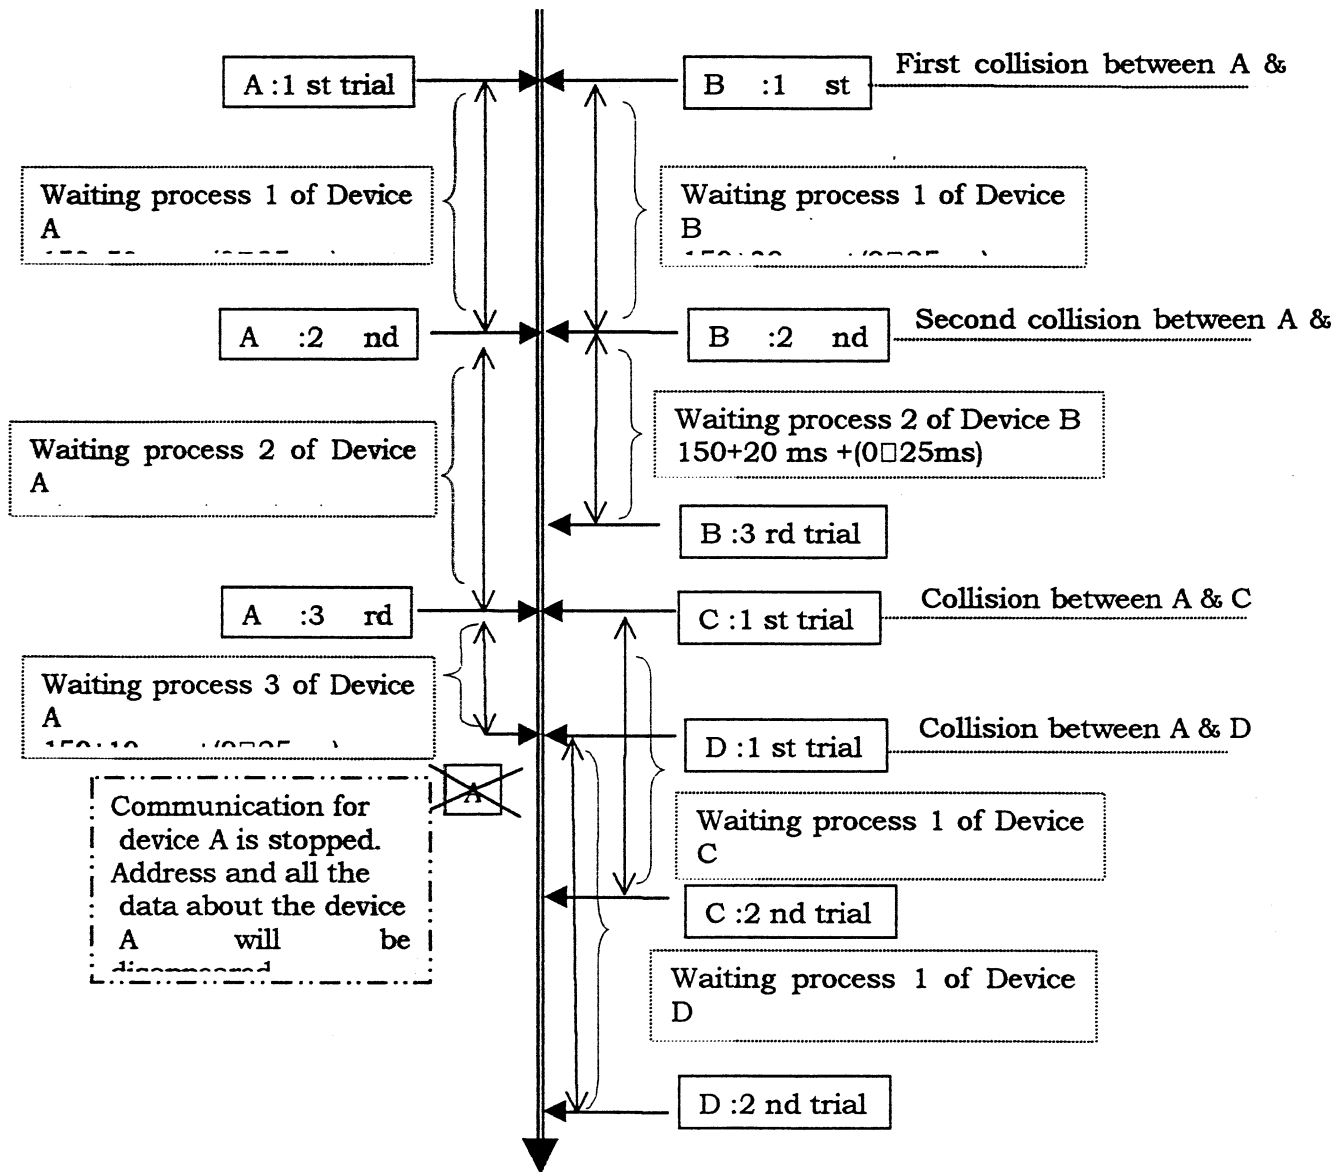 A :1 st trial
B :1 st
First collision between A &
Waiting process 1 of Device
A
Waiting process 1 of Device
B
A :2 nd
B :2 nd
Second collision between A &
Waiting process 2 of Device
A
Waiting process 2 of Device B
150+20 ms +(0□25ms)
B :3 rd trial
A :3 rd
C :1 st trial
Collision between A & C
Waiting process 3 of Device
A
D :1 st trial
Collision between A & D
A
Communication for
device A is stopped.
Address and all the
data about the device
A will be
Waiting process 1 of Device
C
C :2 nd trial
Waiting process 1 of Device
D
D :2 nd trial